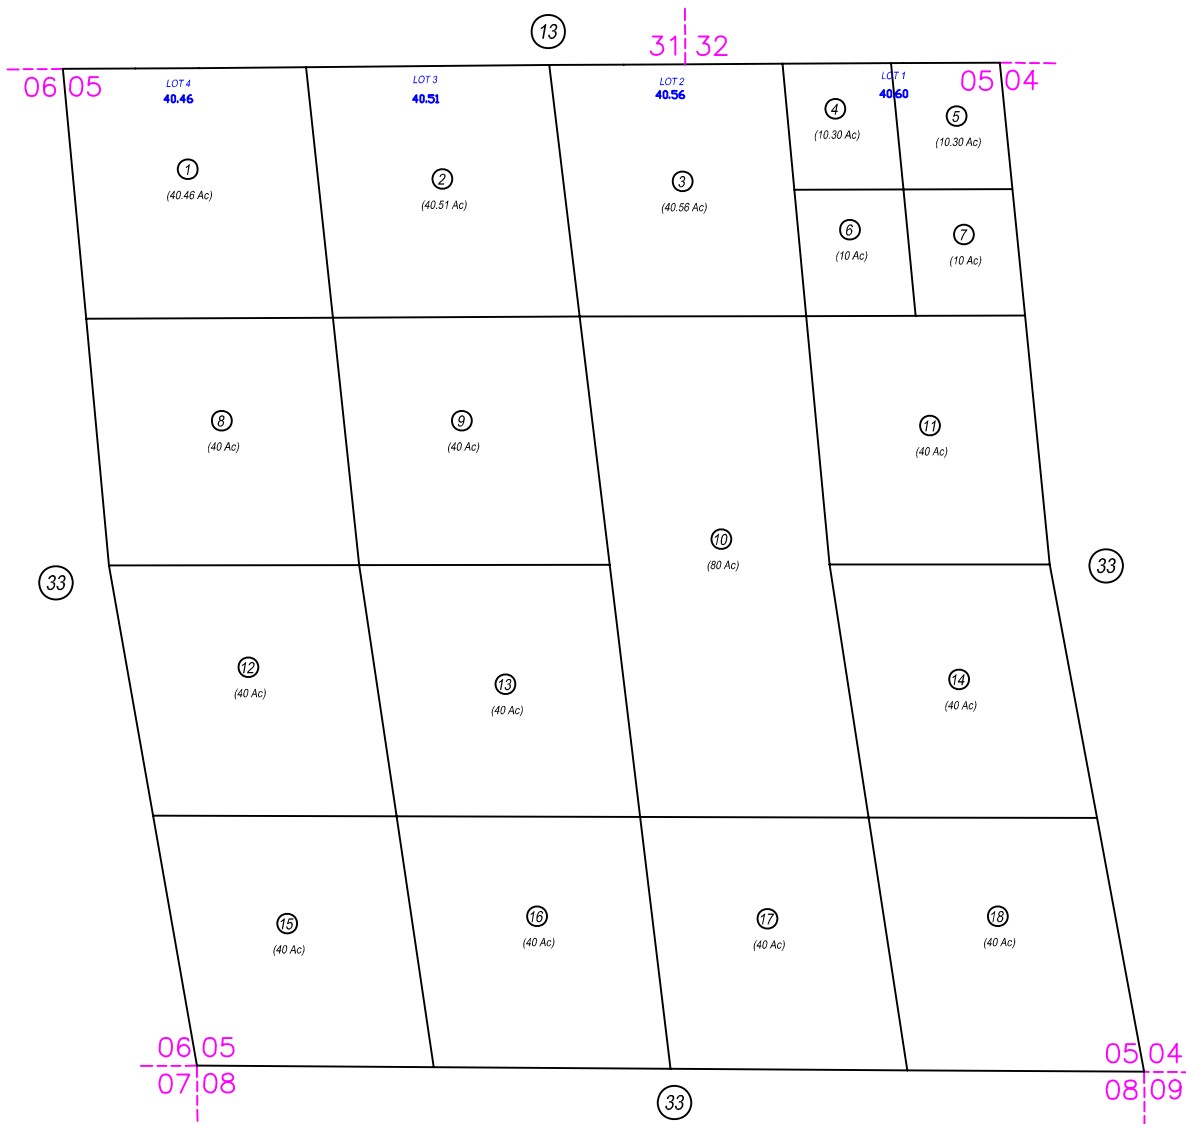 13
31 32
06 05
LOT 4
40.46
LOT 3
40.51
LOT 2
40.56
LOT 1
40.60
05 04
1
(40.46 Ac)
2
(40.51 Ac)
3
(40.56 Ac)
4
(10.30 Ac)
5
(10.30 Ac)
6
(10 Ac)
7
(10 Ac)
8
(40 Ac)
9
(40 Ac)
10
(80 Ac)
11
(40 Ac)
33
33
12
(40 Ac)
13
(40 Ac)
14
(40 Ac)
15
(40 Ac)
16
(40 Ac)
17
(40 Ac)
18
(40 Ac)
06 05
07 08
05 04
08 09
33